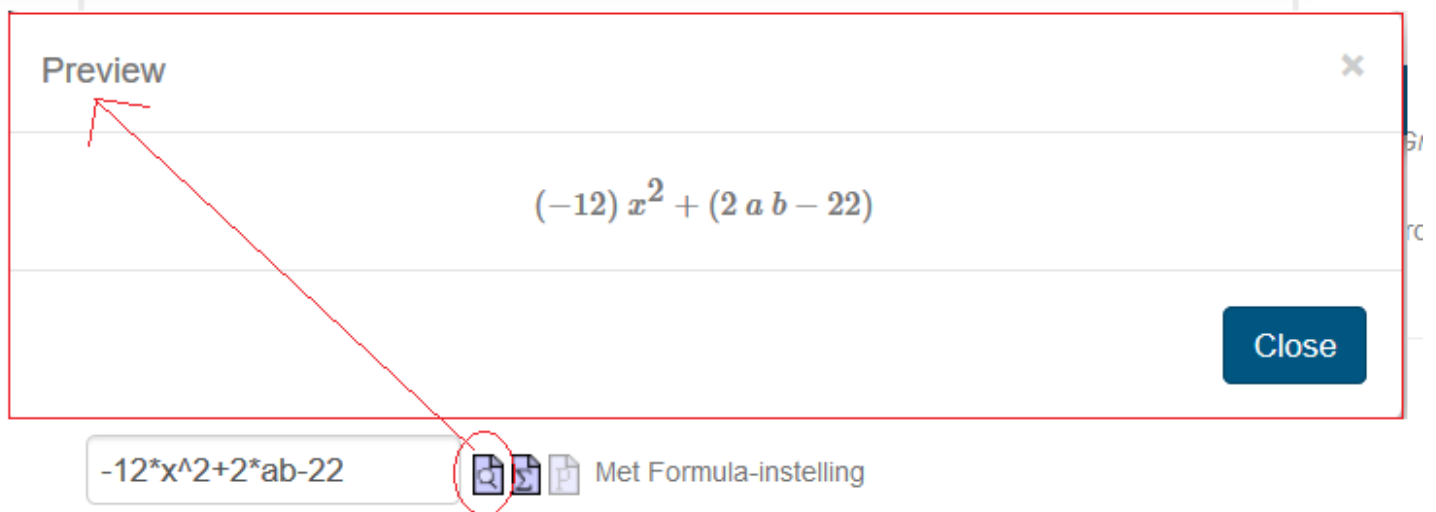 Preview ×
(−12) x² + (2 a b − 22)
Close
-12*x^2+2*ab-22 Met Formula-instelling